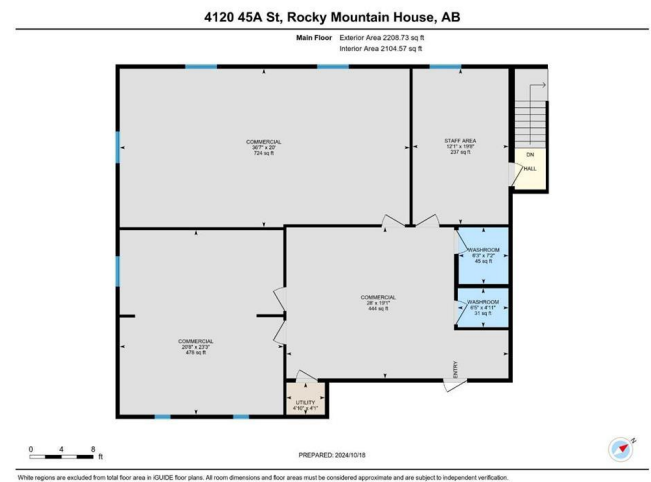 4120 45A St, Rocky Mountain House, AB
Main Floor Exterior Area 2208.73 sq ft
Interior Area 2104.57 sq ft
COMMERCIAL
36'7" x 20'
724 sq ft
STAFF AREA
12'1" x 19'8"
237 sq ft
DN
HALL
WASHROOM
6'3" x 7'2"
45 sq ft
COMMERCIAL
28' x 19'1"
444 sq ft
WASHROOM
6'5" x 4'11"
31 sq ft
COMMERCIAL
20'8" x 23'3"
478 sq ft
ENTRY
UTILITY
4'10" x 4'1"
0 4 8 ft
PREPARED: 2024/10/18
N
White regions are excluded from total floor area in iGUIDE floor plans. All room dimensions and floor areas must be considered approximate and are subject to independent verification.